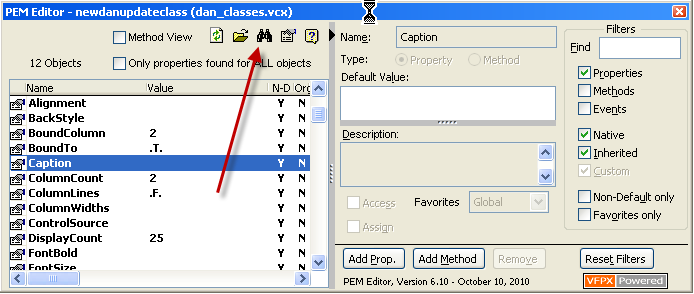 PEM Editor - newdanupdateclass (dan_classes.vcx)
Method View
12 Objects
Only properties found for ALL objects
Name Value N-D Org
Alignment Y N
BackStyle Y N
BoundColumn 2 Y N
BoundTo .T. Y N
Caption Y N
ColumnCount 2 Y N
ColumnLines .F. Y N
ColumnWidths Y N
ControlSource Y N
DisplayCount 25 Y N
FontBold Y N
FontSize Y N
Name: Caption
Type: Property Method
Default Value:
Description:
Access Favorites Global
Assign
Add Prop. Add Method Remove Reset Filters
PEM Editor, Version 6.10 - October 10, 2010
VFPX Powered
Filters
Find
Properties
Methods
Events
Native
Inherited
Custom
Non-Default only
Favorites only